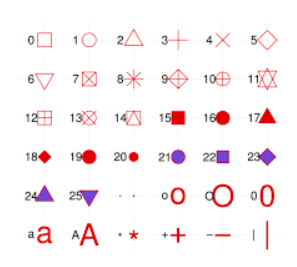 0 1 2 3 4 5
6 7 8 9 10 11
12 13 14 15 16 17
18 19 20 21 22 23
24 25 . . o o O O 0 0
a a A A * * + + - - | |